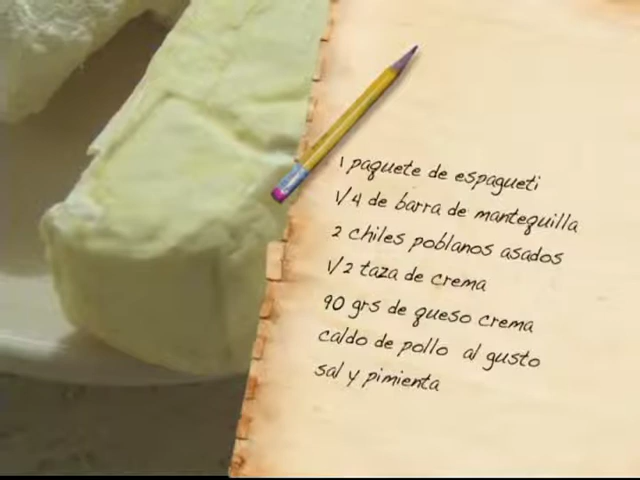 1 paquete de espagueti
1/4 de barra de mantequilla
2 chiles poblanos asados
1/2 taza de crema
90 grs de queso crema
caldo de pollo al gusto
sal y pimienta